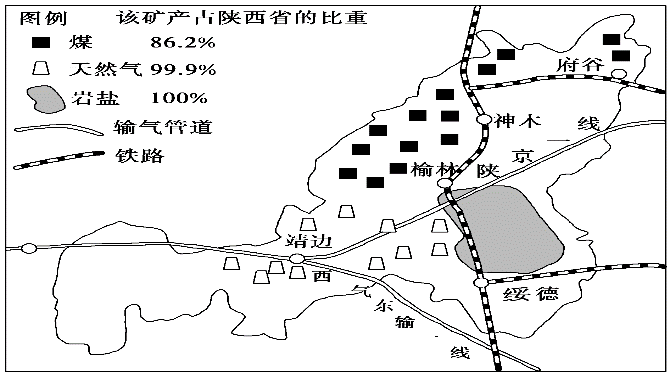 图例 该矿产占陕西省的比重
煤 86.2%
天然气 99.9%
岩盐 100%
输气管道
铁路
府谷
神木
榆林
陕京一线
靖边
西气东输一线
绥德